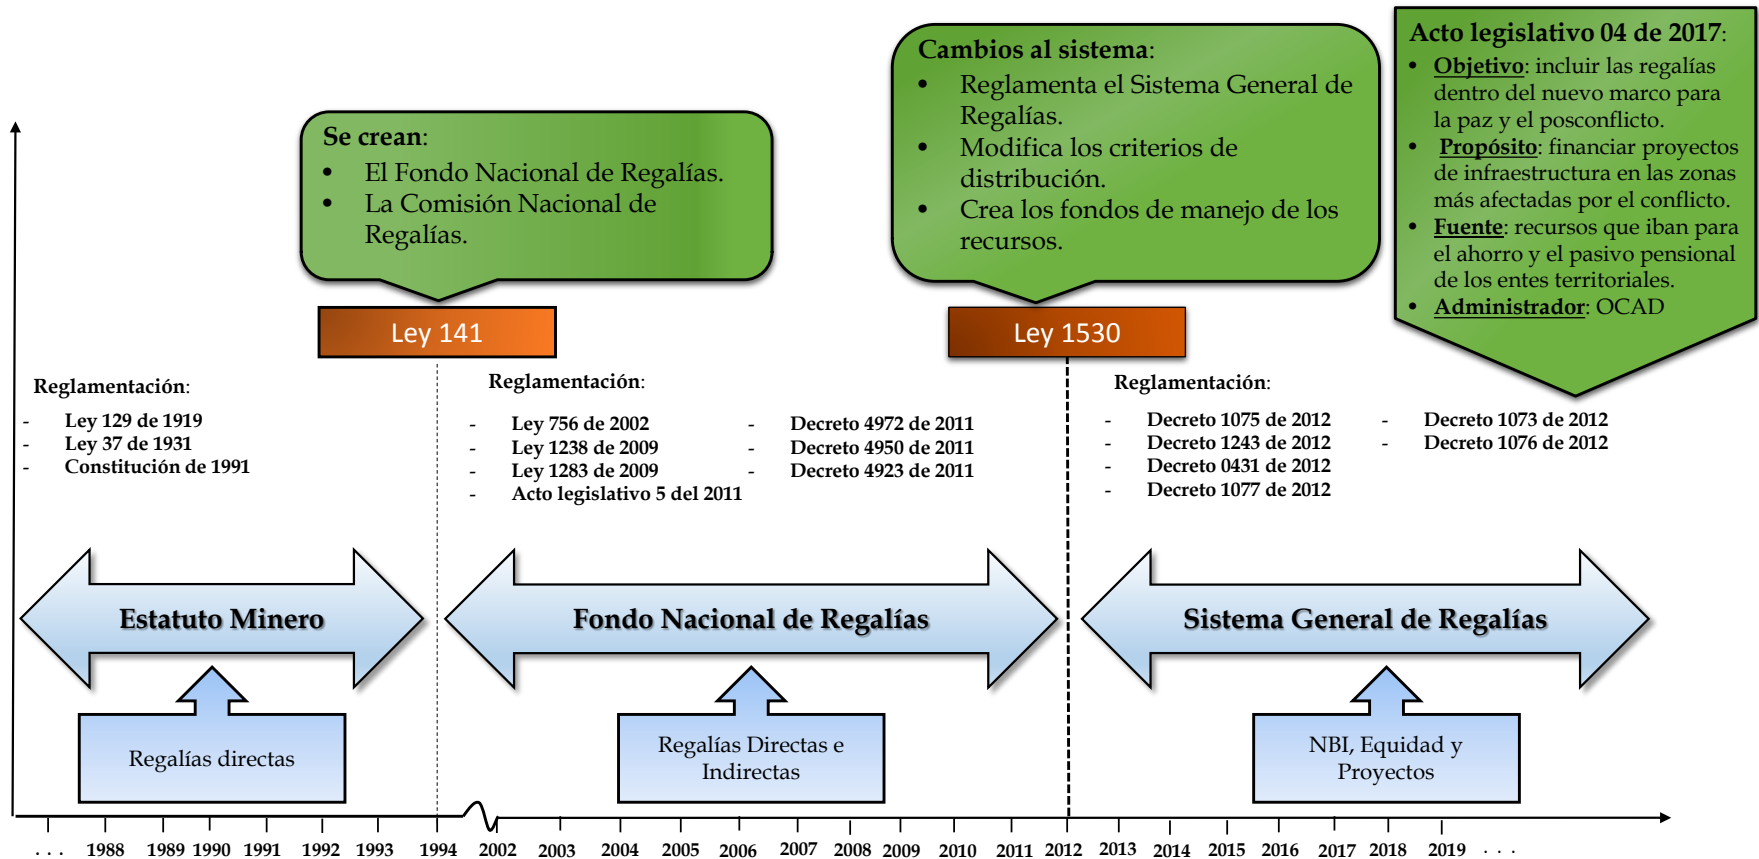 Se crean:
• El Fondo Nacional de Regalías.
• La Comisión Nacional de
Regalías.
Cambios al sistema:
• Reglamenta el Sistema General de
Regalías.
• Modifica los criterios de
distribución.
• Crea los fondos de manejo de los
recursos.
Acto legislativo 04 de 2017:
• Objetivo: incluir las regalías
dentro del nuevo marco para
la paz y el posconflicto.
• Propósito: financiar proyectos
de infraestructura en las zonas
más afectadas por el conflicto.
• Fuente: recursos que iban para
el ahorro y el pasivo pensional
de los entes territoriales.
• Administrador: OCAD
Ley 141
Ley 1530
Reglamentación:
- Ley 129 de 1919
- Ley 37 de 1931
- Constitución de 1991
Reglamentación:
- Ley 756 de 2002
- Ley 1238 de 2009
- Ley 1283 de 2009
- Acto legislativo 5 del 2011
- Decreto 4972 de 2011
- Decreto 4950 de 2011
- Decreto 4923 de 2011
Reglamentación:
- Decreto 1075 de 2012
- Decreto 1243 de 2012
- Decreto 0431 de 2012
- Decreto 1077 de 2012
- Decreto 1073 de 2012
- Decreto 1076 de 2012
Estatuto Minero
Fondo Nacional de Regalías
Sistema General de Regalías
Regalías directas
Regalías Directas e
Indirectas
NBI, Equidad y
Proyectos
. . . 1988 1989 1990 1991 1992 1993 1994 2002 2003 2004 2005 2006 2007 2008 2009 2010 2011 2012 2013 2014 2015 2016 2017 2018 2019 . . .